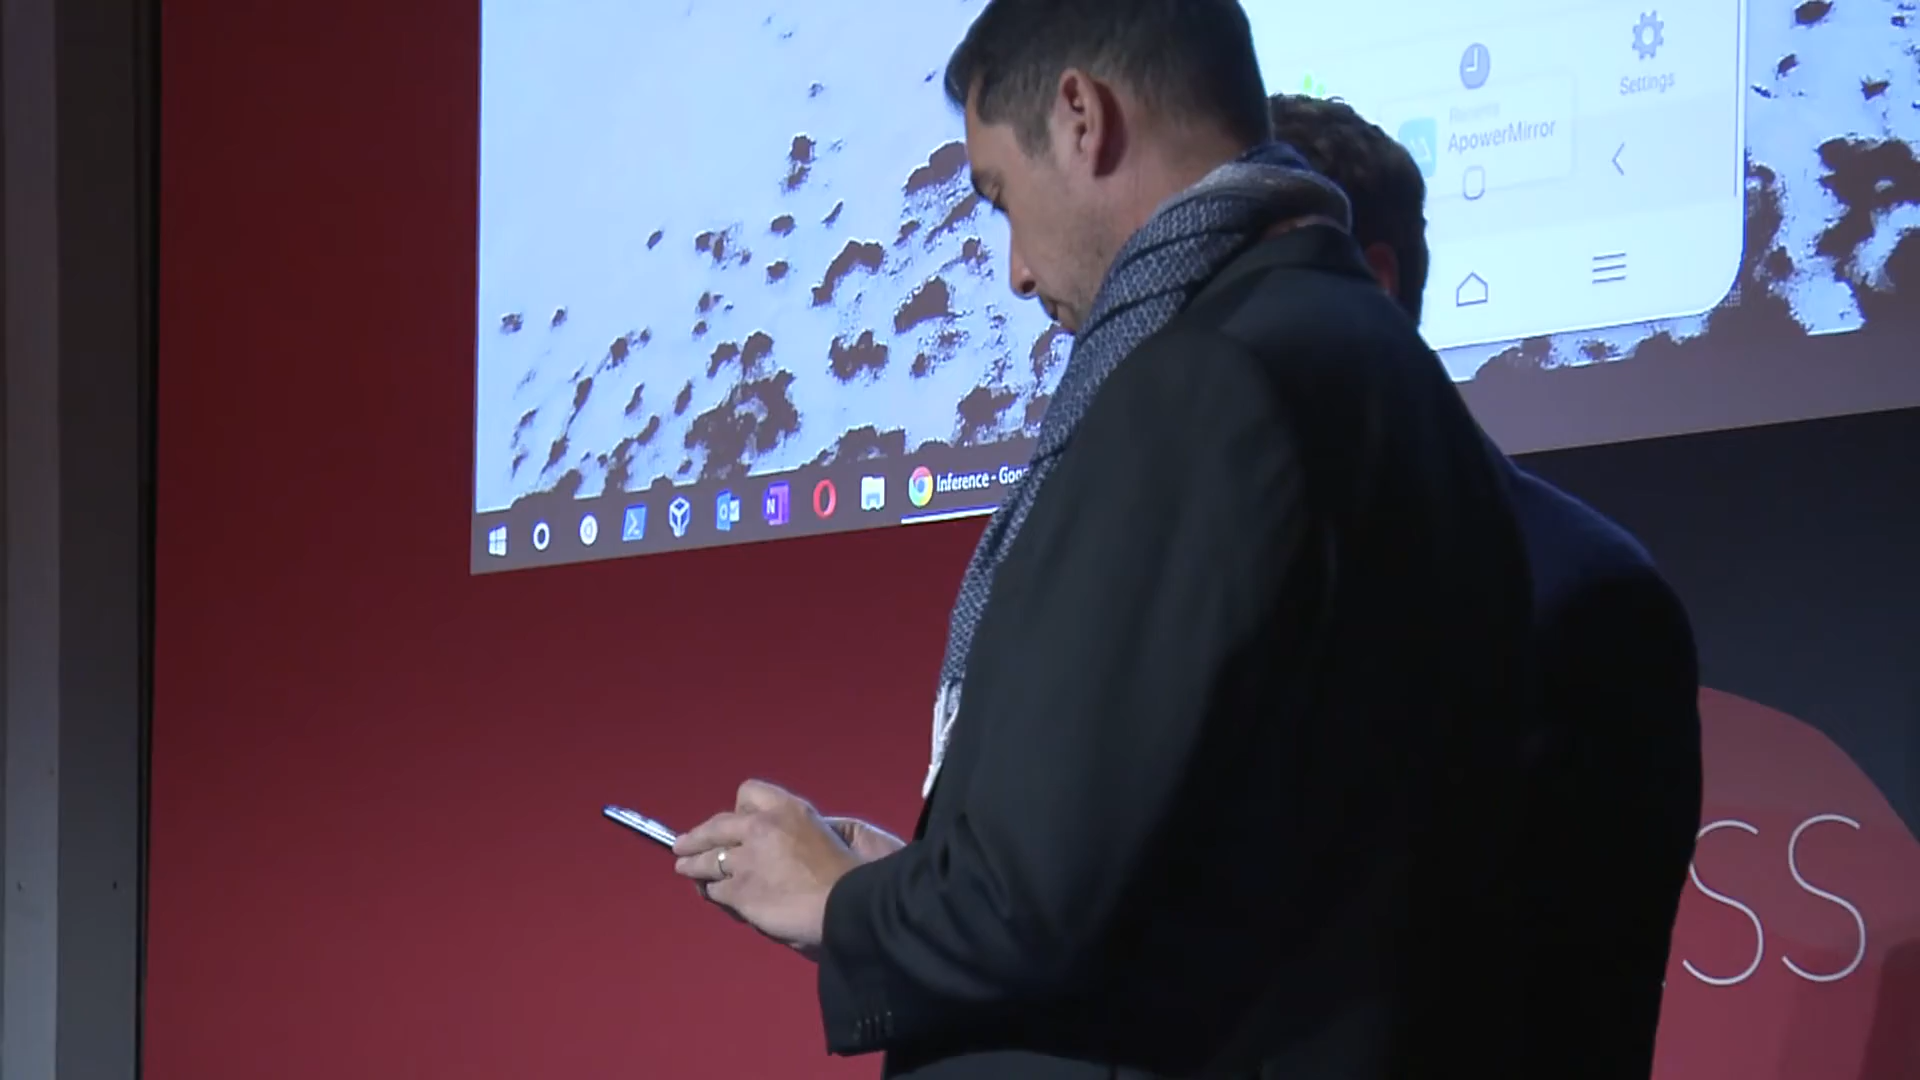 Settings
Recents
ApowerMirror
Inference - Goo
N
SS